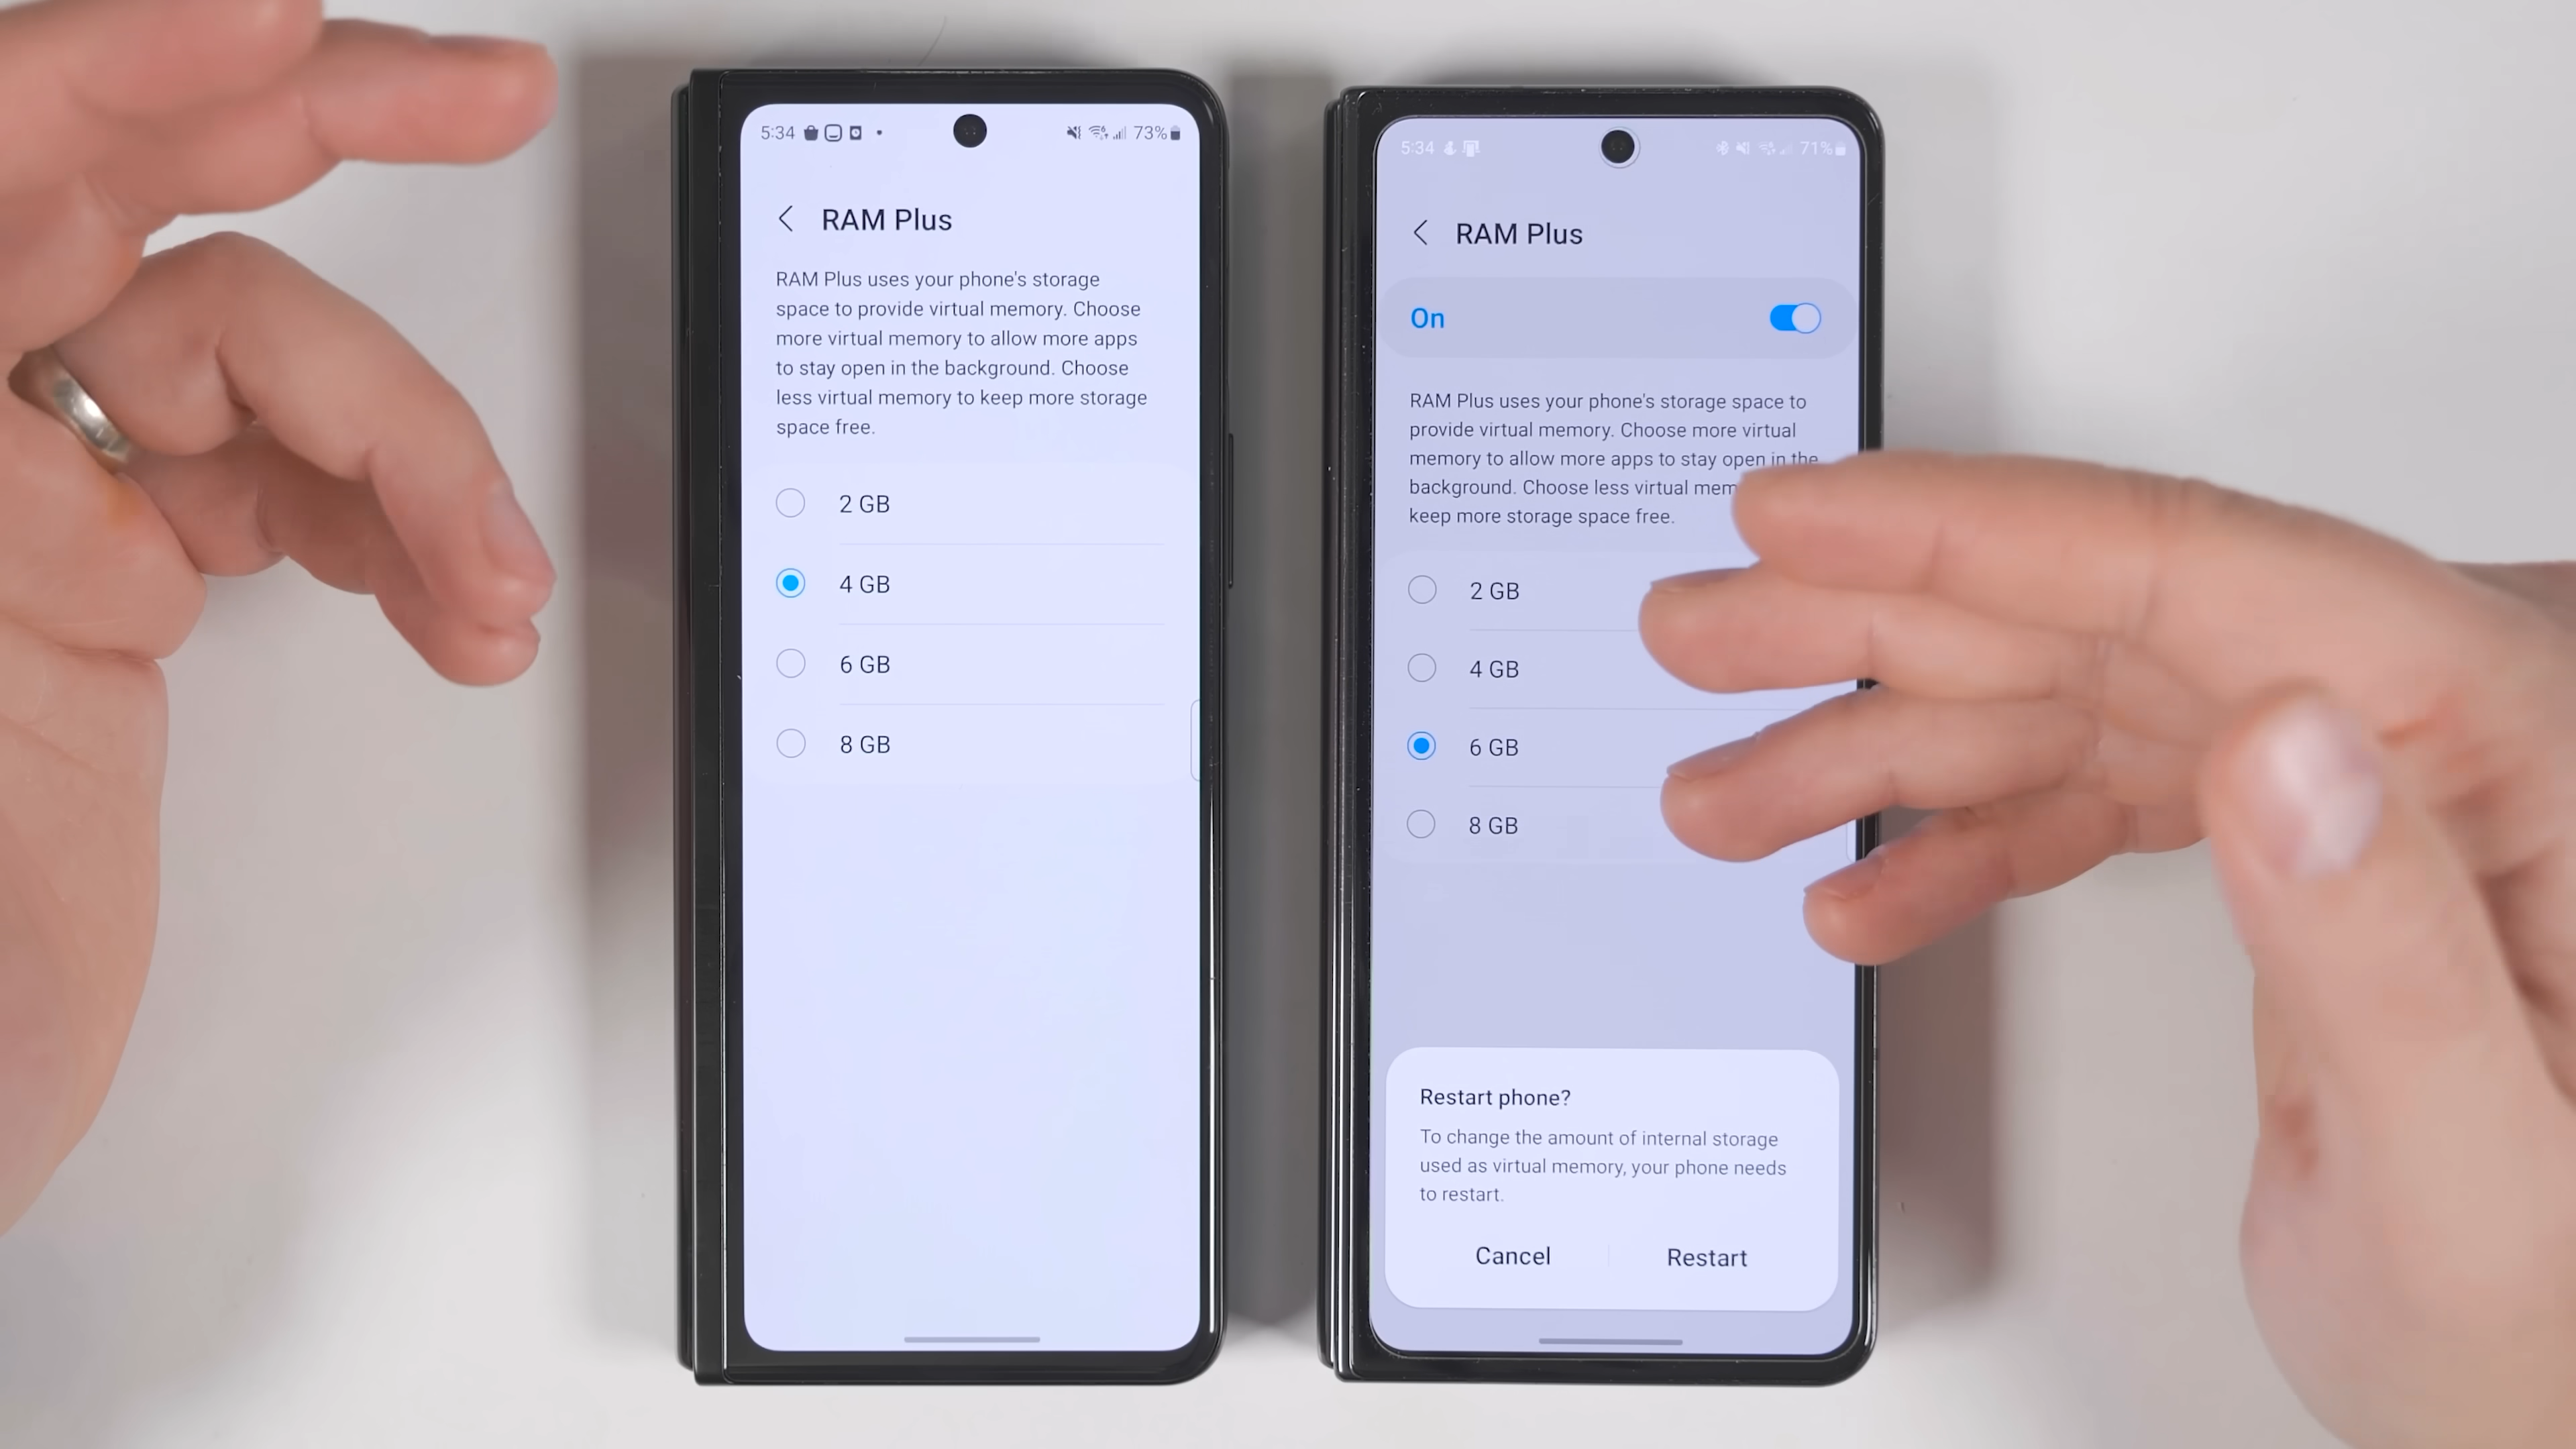 5:34
73%
RAM Plus
RAM Plus uses your phone's storage
space to provide virtual memory. Choose
more virtual memory to allow more apps
to stay open in the background. Choose
less virtual memory to keep more storage
space free.
2 GB
4 GB
6 GB
8 GB
5:34
71%
RAM Plus
On
RAM Plus uses your phone's storage space to
provide virtual memory. Choose more virtual
memory to allow more apps to stay open in the
background. Choose less virtual
keep more storage space free.
2 GB
4 GB
6 GB
8 GB
Restart phone?
To change the amount of internal storage
used as virtual memory, your phone needs
to restart.
Cancel
Restart